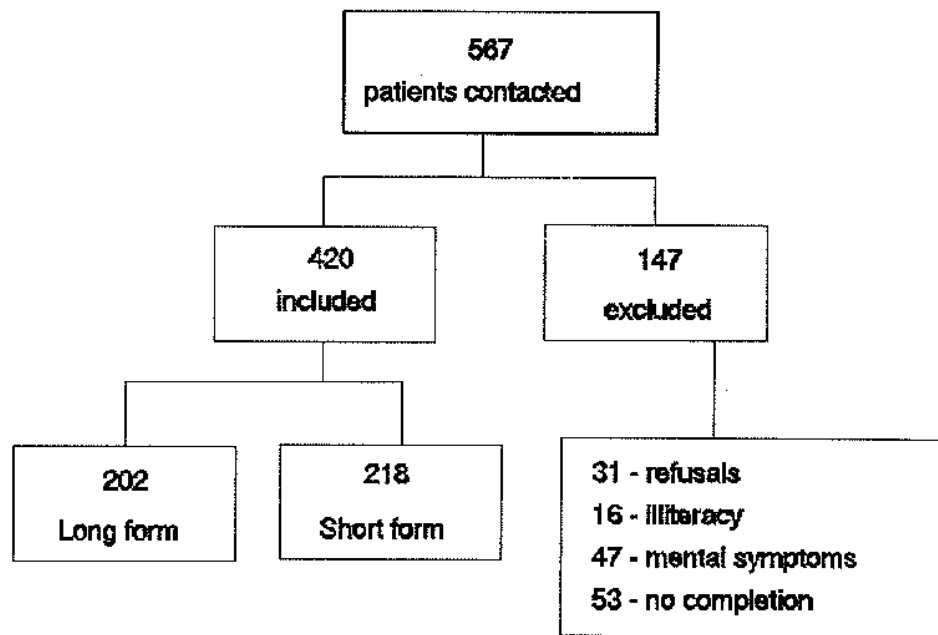 567
patients contacted
420
included
147
excluded
202
Long form
218
Short form
31 - refusals
16 - illiteracy
47 - mental symptoms
53 - no completion